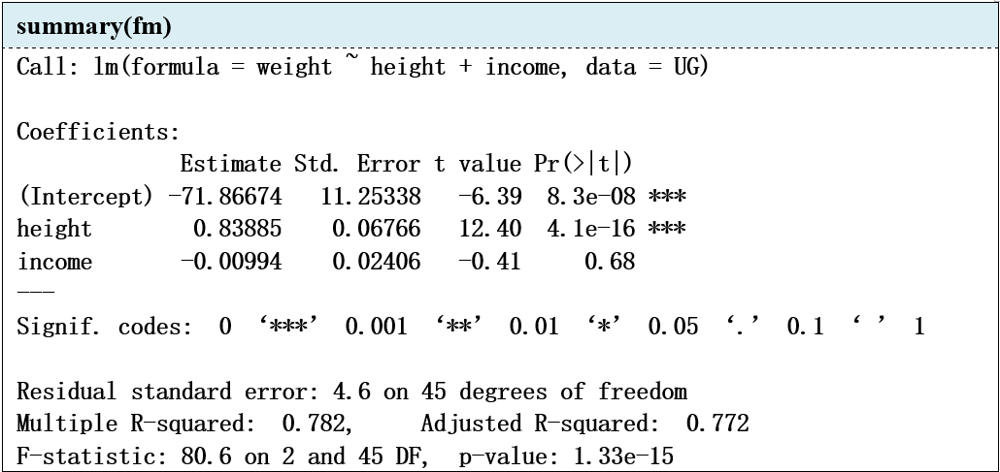 summary(fm)
Call: lm(formula = weight ~ height + income, data = UG)
Coefficients:
Estimate Std. Error t value Pr(>|t|)
(Intercept) -71.86674 11.25338 -6.39 8.3e-08 ***
height 0.83885 0.06766 12.40 4.1e-16 ***
income -0.00994 0.02406 -0.41 0.68
---
Signif. codes: 0 ‘***’ 0.001 ‘**’ 0.01 ‘*’ 0.05 ‘.’ 0.1 ‘ ’ 1
Residual standard error: 4.6 on 45 degrees of freedom
Multiple R-squared: 0.782, Adjusted R-squared: 0.772
F-statistic: 80.6 on 2 and 45 DF, p-value: 1.33e-15